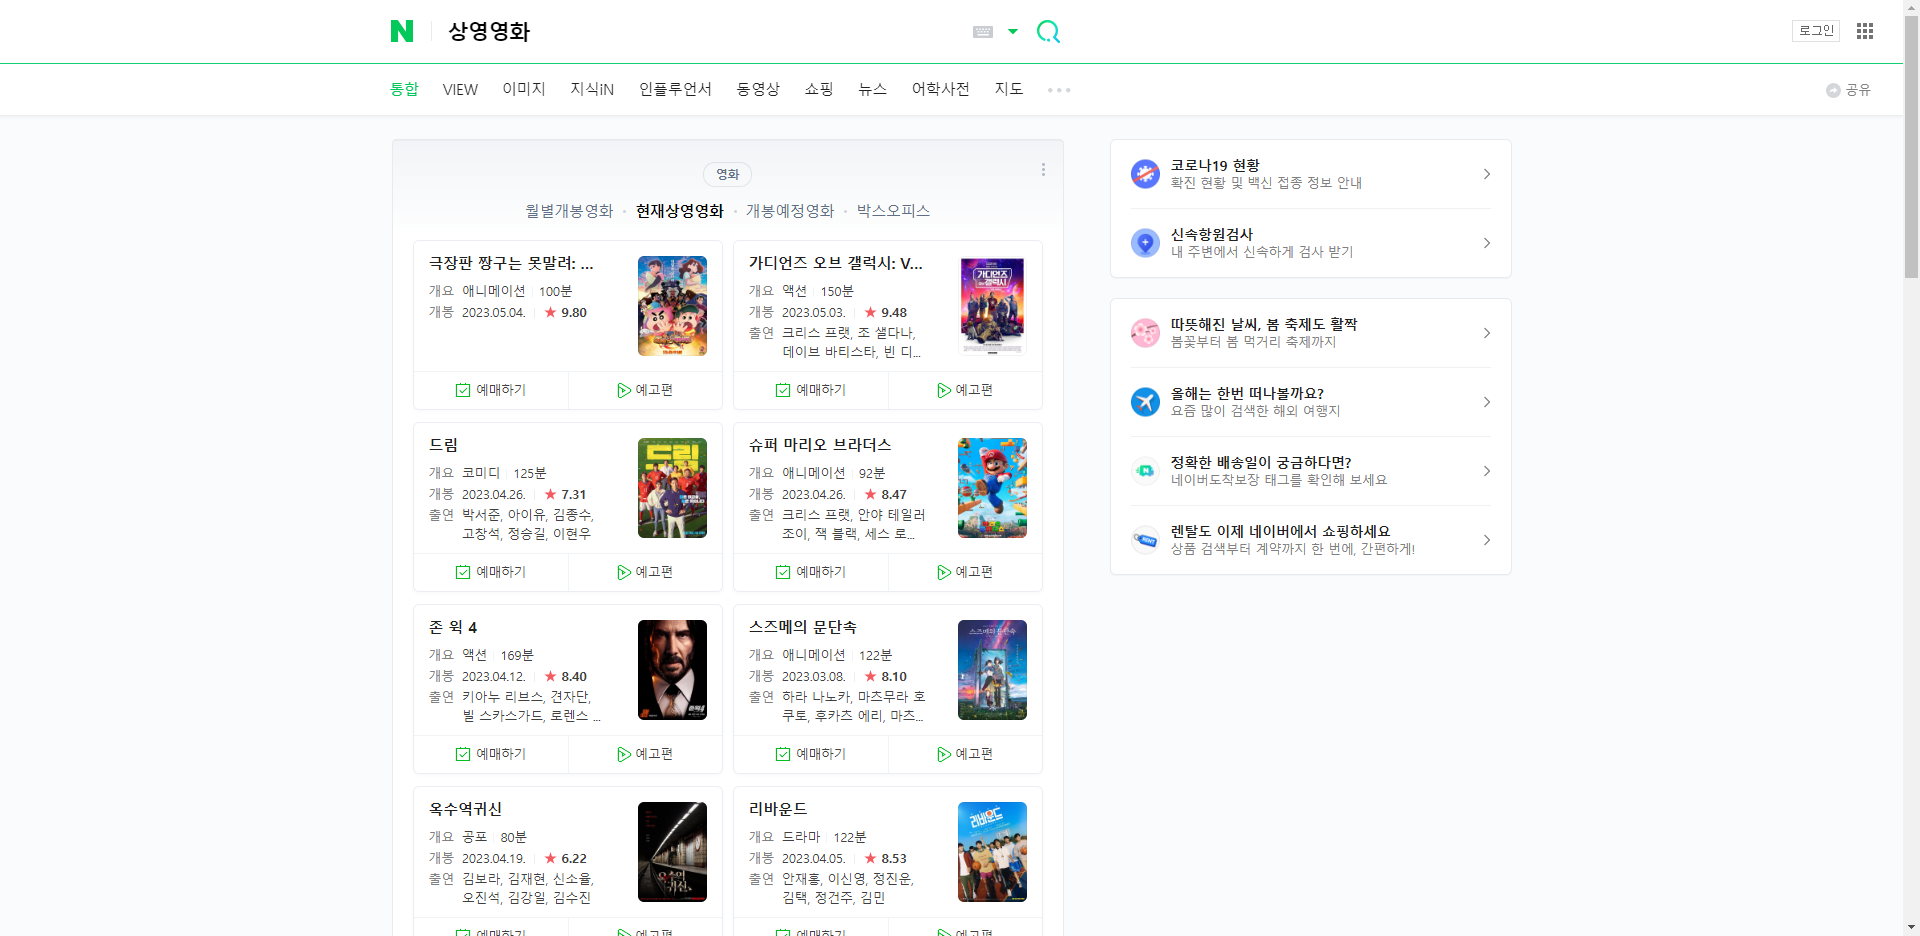 N 상영영화
로그인
통합 VIEW 이미지 지식iN 인플루언서 동영상 쇼핑 뉴스 어학사전 지도
공유
영화
월별개봉영화 · 현재상영영화 · 개봉예정영화 · 박스오피스
극장판 짱구는 못말려: ...
개요 애니메이션 100분
개봉 2023.05.04. ★ 9.80
예매하기 예고편
가디언즈 오브 갤럭시: V...
개요 액션 150분
개봉 2023.05.03. ★ 9.48
출연 크리스 프랫, 조 샐다나,
데이브 바티스타, 빈 디...
가디언즈
갤럭시
예매하기 예고편
드림
개요 코미디 125분
개봉 2023.04.26. ★ 7.31
출연 박서준, 아이유, 김종수,
고창석, 정승길, 이현우
드림
예매하기 예고편
슈퍼 마리오 브라더스
개요 애니메이션 92분
개봉 2023.04.26. ★ 8.47
출연 크리스 프랫, 안야 테일러
조이, 잭 블랙, 세스 로...
예매하기 예고편
존 윅 4
개요 액션 169분
개봉 2023.04.12. ★ 8.40
출연 키아누 리브스, 견자단,
빌 스카스가드, 로렌스 ...
예매하기 예고편
스즈메의 문단속
개요 애니메이션 122분
개봉 2023.03.08. ★ 8.10
출연 하라 나노카, 마츠무라 호
쿠토, 후카츠 에리, 마츠...
스즈메의 문단속
예매하기 예고편
옥수역귀신
개요 공포 80분
개봉 2023.04.19. ★ 6.22
출연 김보라, 김재현, 신소율,
오진석, 김강일, 김수진
옥수역
귀신
예매하기 예고편
리바운드
개요 드라마 122분
개봉 2023.04.05. ★ 8.53
출연 안재홍, 이신영, 정진운,
김택, 정건주, 김민
리바운드
예매하기 예고편
코로나19 현황
확진 현황 및 백신 접종 정보 안내
신속항원검사
내 주변에서 신속하게 검사 받기
따뜻해진 날씨, 봄 축제도 활짝
봄꽃부터 봄 먹거리 축제까지
올해는 한번 떠나볼까요?
요즘 많이 검색한 해외 여행지
정확한 배송일이 궁금하다면?
네이버도착보장 태그를 확인해 보세요
렌탈도 이제 네이버에서 쇼핑하세요
상품 검색부터 계약까지 한 번에, 간편하게!